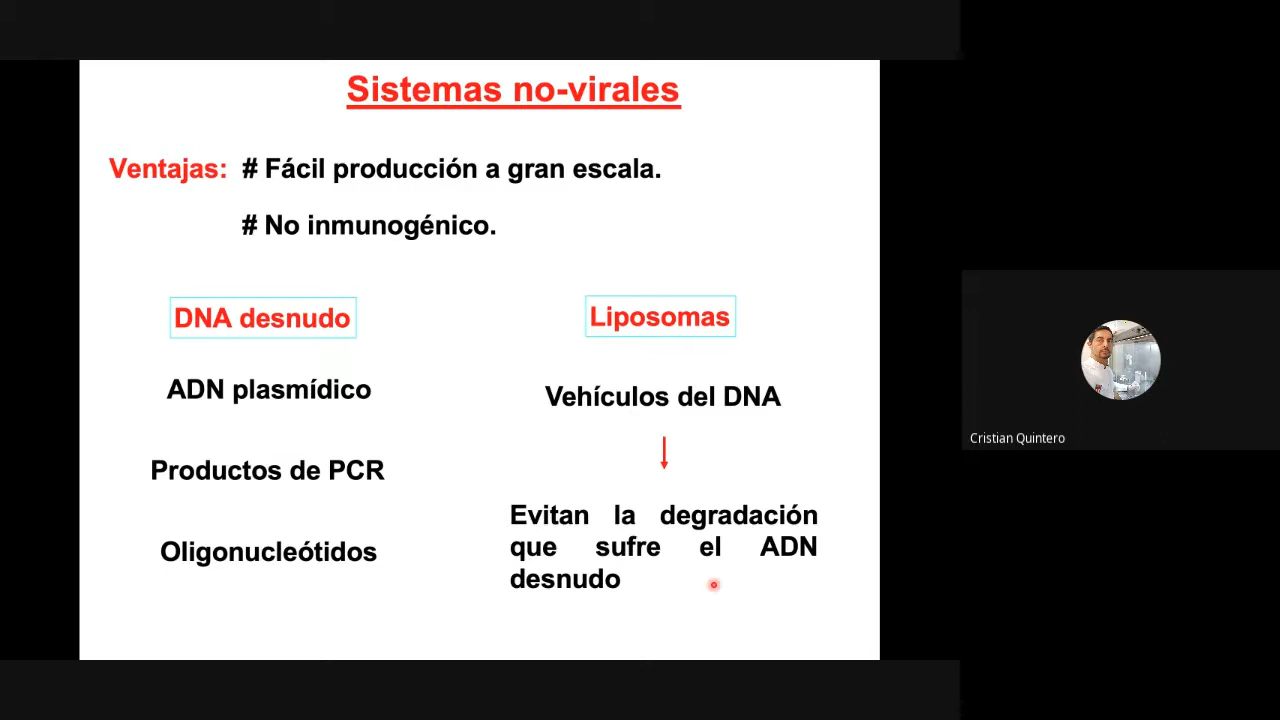 Sistemas no-virales
Ventajas: # Fácil producción a gran escala.
# No inmunogénico.
DNA desnudo
ADN plasmídico
Productos de PCR
Oligonucleótidos
Liposomas
Vehículos del DNA
Evitan la degradación
que sufre el ADN
desnudo
Cristian Quintero